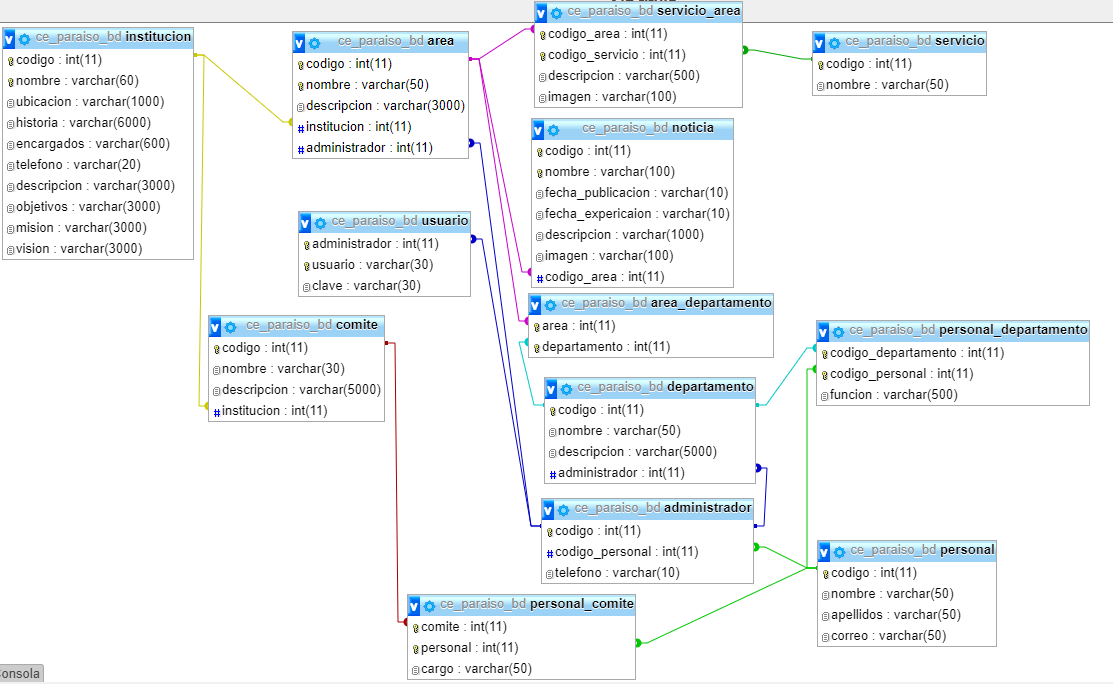 ce_paraiso_bd institucion
codigo : int(11)
nombre : varchar(60)
ubicacion : varchar(1000)
historia : varchar(6000)
encargados : varchar(600)
telefono : varchar(20)
descripcion : varchar(3000)
objetivos : varchar(3000)
mision : varchar(3000)
vision : varchar(3000)
ce_paraiso_bd area
codigo : int(11)
nombre : varchar(50)
descripcion : varchar(3000)
# institucion : int(11)
# administrador : int(11)
ce_paraiso_bd servicio_area
codigo_area : int(11)
codigo_servicio : int(11)
descripcion : varchar(500)
imagen : varchar(100)
ce_paraiso_bd servicio
codigo : int(11)
nombre : varchar(50)
ce_paraiso_bd noticia
codigo : int(11)
nombre : varchar(100)
fecha_publicacion : varchar(10)
fecha_expericaion : varchar(10)
descripcion : varchar(1000)
imagen : varchar(100)
# codigo_area : int(11)
ce_paraiso_bd usuario
administrador : int(11)
usuario : varchar(30)
clave : varchar(30)
ce_paraiso_bd area_departamento
area : int(11)
departamento : int(11)
ce_paraiso_bd comite
codigo : int(11)
nombre : varchar(30)
descripcion : varchar(5000)
# institucion : int(11)
ce_paraiso_bd personal_departamento
codigo_departamento : int(11)
codigo_personal : int(11)
funcion : varchar(500)
ce_paraiso_bd departamento
codigo : int(11)
nombre : varchar(50)
descripcion : varchar(5000)
# administrador : int(11)
ce_paraiso_bd administrador
codigo : int(11)
# codigo_personal : int(11)
telefono : varchar(10)
ce_paraiso_bd personal
codigo : int(11)
nombre : varchar(50)
apellidos : varchar(50)
correo : varchar(50)
ce_paraiso_bd personal_comite
comite : int(11)
personal : int(11)
cargo : varchar(50)
onsola